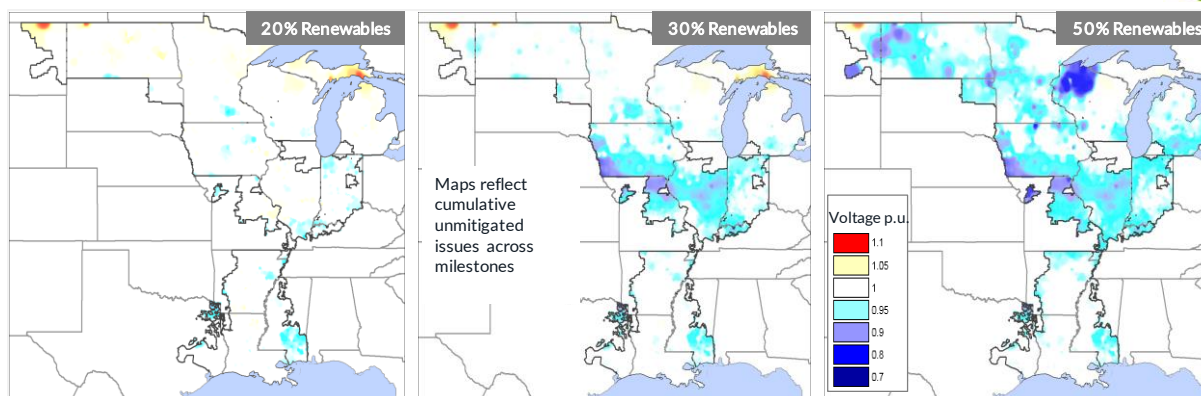 20% Renewables
30% Renewables
50% Renewables
Maps reflect
cumulative
unmitigated
issues across
milestones
Voltage p.u.
1.1
1.05
1
0.95
0.9
0.8
0.7